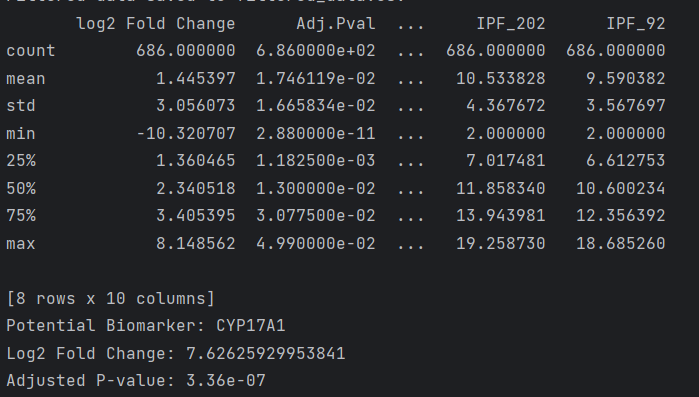 log2 Fold Change Adj.Pval ... IPF_202 IPF_92
count 686.000000 6.860000e+02 ... 686.000000 686.000000
mean 1.445397 1.746119e-02 ... 10.533828 9.590382
std 3.056073 1.665834e-02 ... 4.367672 3.567697
min -10.320707 2.880000e-11 ... 2.000000 2.000000
25% 1.360465 1.182500e-03 ... 7.017481 6.612753
50% 2.340518 1.300000e-02 ... 11.858340 10.600234
75% 3.405395 3.077500e-02 ... 13.943981 12.356392
max 8.148562 4.990000e-02 ... 19.258730 18.685260
[8 rows x 10 columns]
Potential Biomarker: CYP17A1
Log2 Fold Change: 7.62625929953841
Adjusted P-value: 3.36e-07